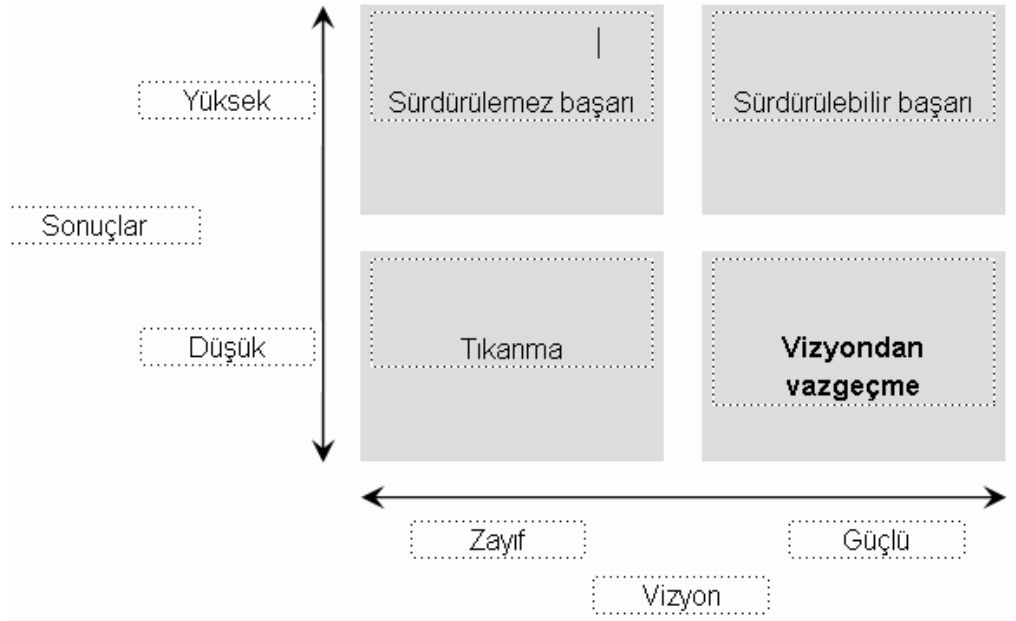 Yüksek
Sürdürülemez başarı
Sürdürülebilir başarı
Sonuçlar
Düşük
Tıkanma
Vizyondan
vazgeçme
Zayıf
Güçlü
Vizyon